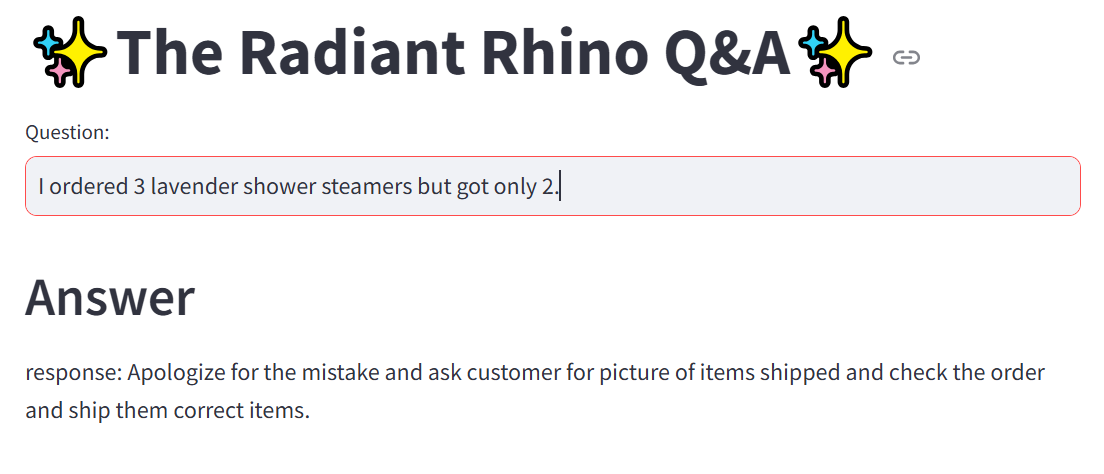 ✨The Radiant Rhino Q&A✨
Question:
I ordered 3 lavender shower steamers but got only 2.
Answer
response: Apologize for the mistake and ask customer for picture of items shipped and check the order
and ship them correct items.